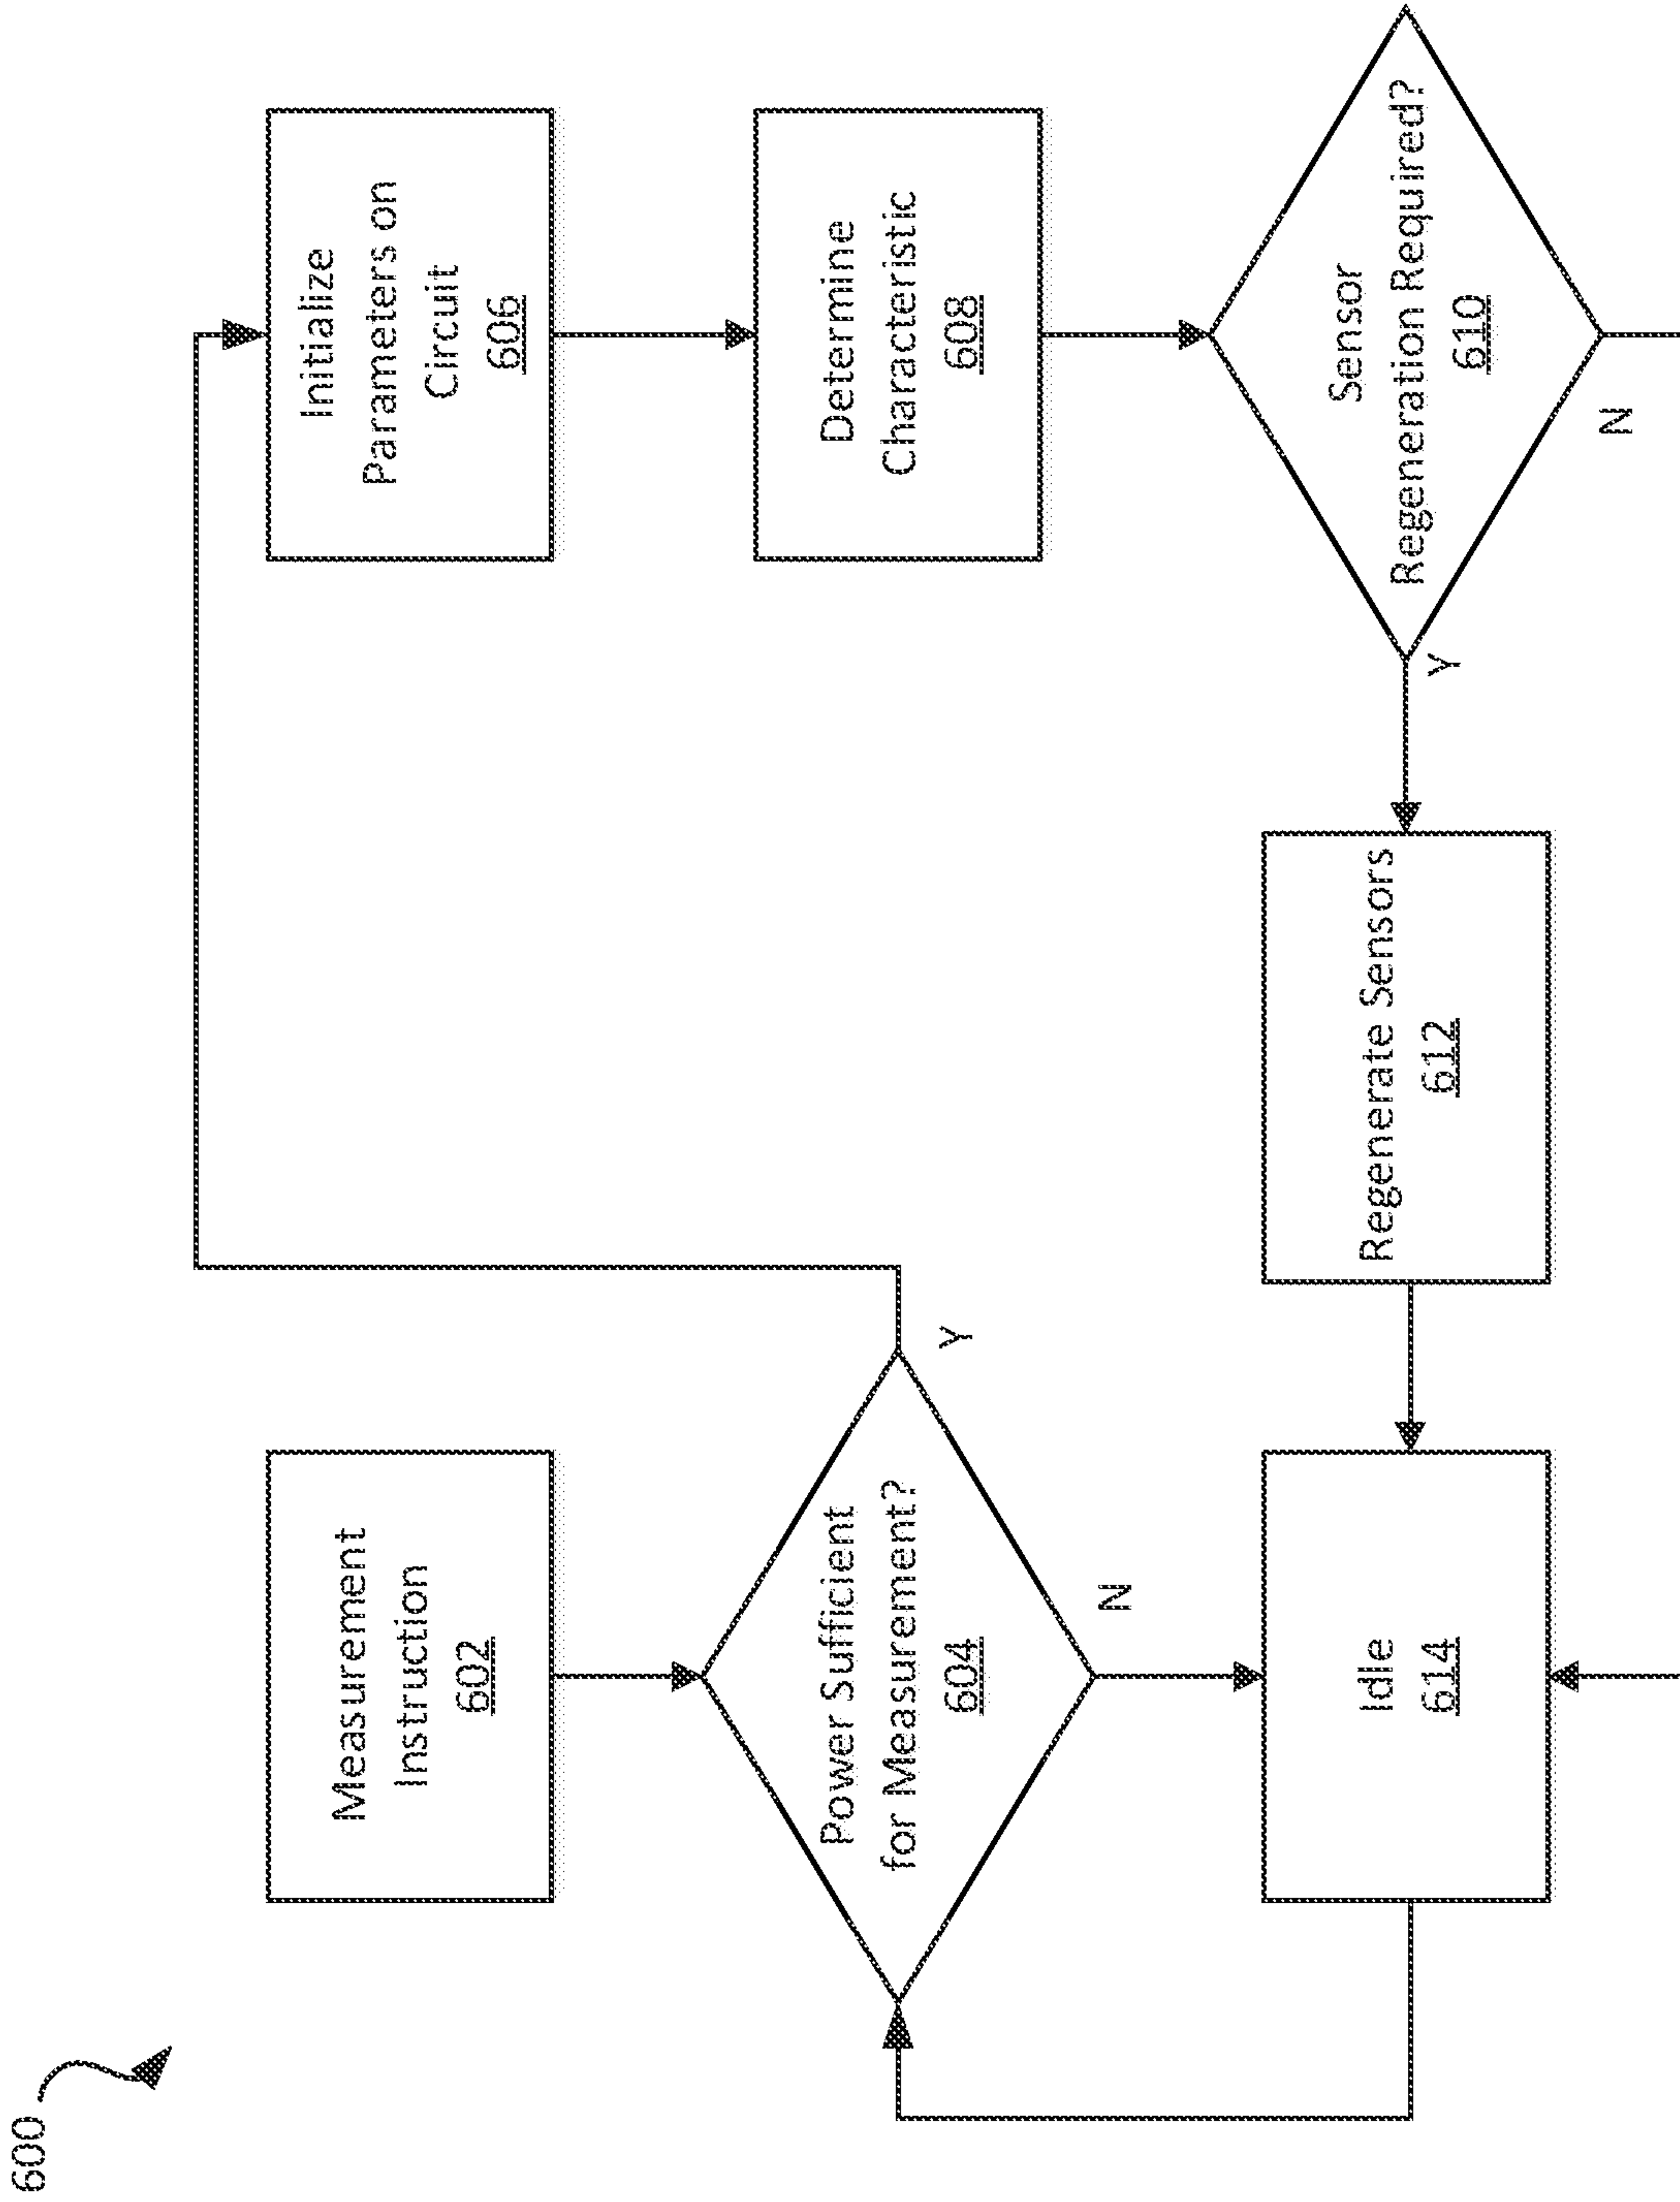 600
Measurement
Instruction
602
Power Sufficient
for Measurement?
604
Y
N
Initialize
Parameters on
Circuit
606
Determine
Characteristic
608
Sensor
Regeneration Required?
610
Y
N
Regenerate Sensors
612
Idle
614